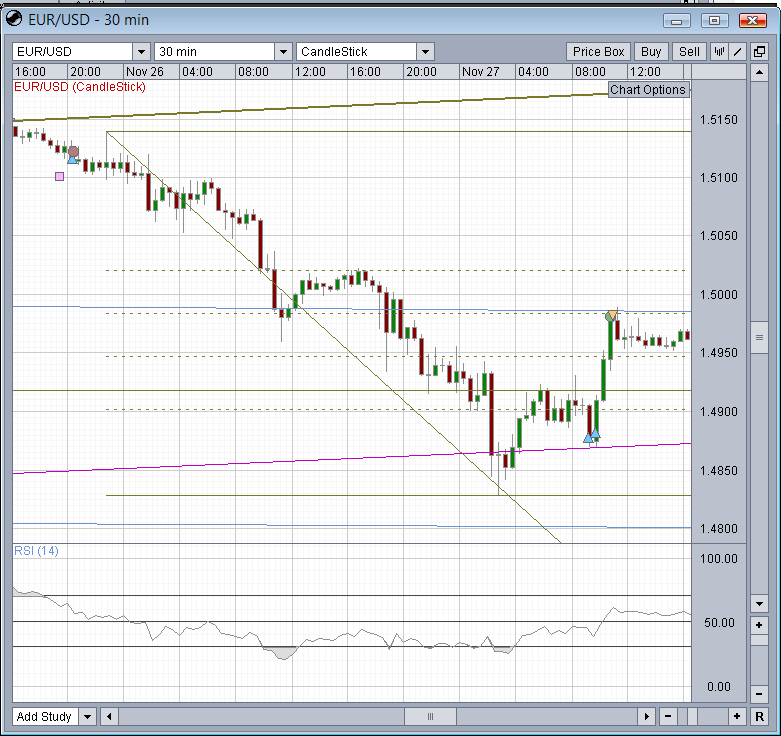 EUR/USD - 30 min
EUR/USD 30 min CandleStick Price Box Buy Sell
16:00 20:00 Nov 26 04:00 08:00 12:00 16:00 20:00 Nov 27 04:00 08:00 12:00
EUR/USD (CandleStick)
Chart Options
1.5150
1.5100
1.5050
1.5000
1.4950
1.4900
1.4850
1.4800
RSI (14)
100.00
50.00
0.00
Add Study R